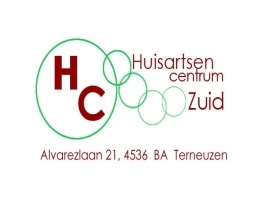 HC
Huisartsen
centrum
Zuid
Alvarezlaan 21, 4536 BA Terneuzen